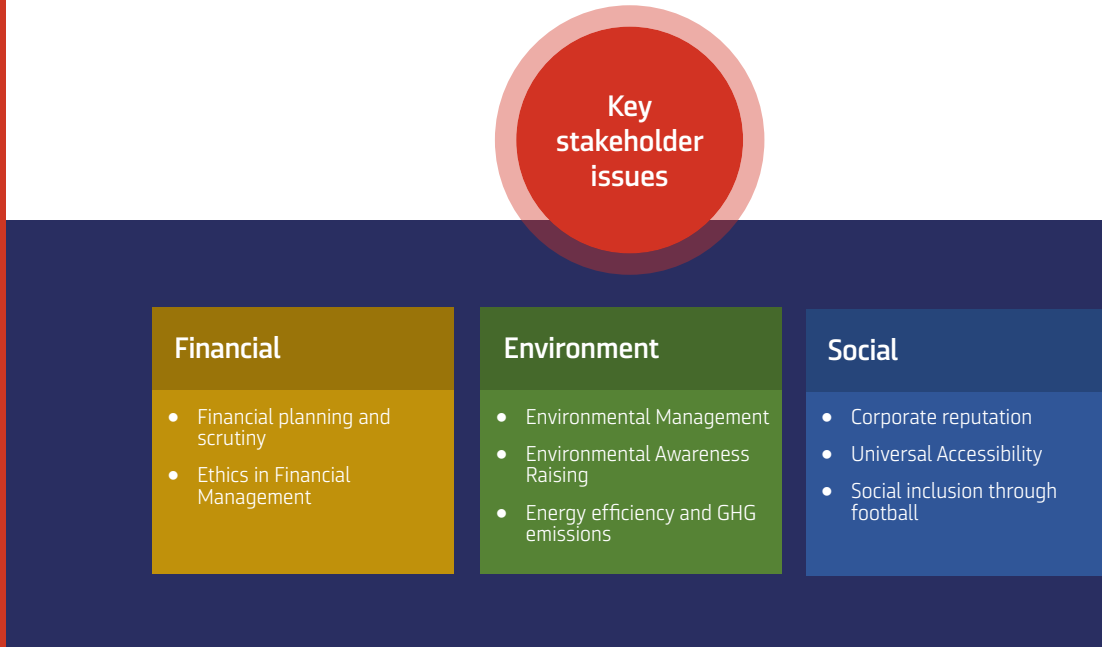 Key
stakeholder
issues
Financial
● Financial planning and
scrutiny
● Ethics in Financial
Management
Environment
● Environmental Management
● Environmental Awareness
Raising
● Energy efficiency and GHG
emissions
Social
● Corporate reputation
● Universal Accessibility
● Social inclusion through
football